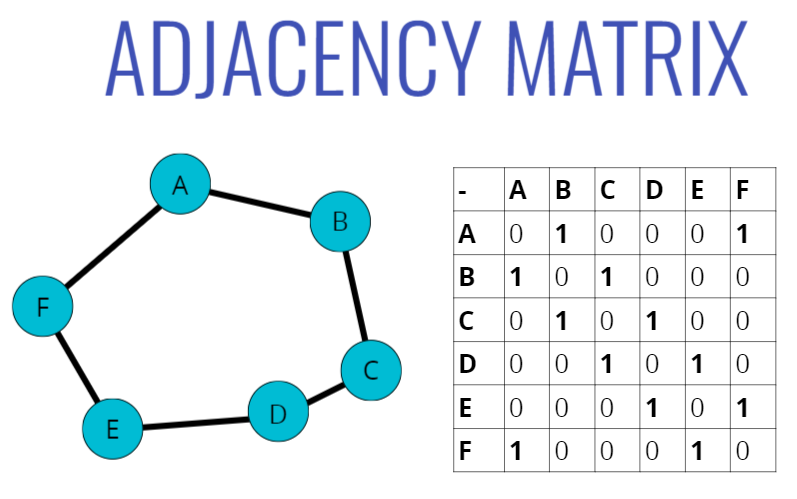 ADJACENCY MATRIX
A
B
F
C
D
E
- A B C D E F
A 0 1 0 0 0 1
B 1 0 1 0 0 0
C 0 1 0 1 0 0
D 0 0 1 0 1 0
E 0 0 0 1 0 1
F 1 0 0 0 1 0